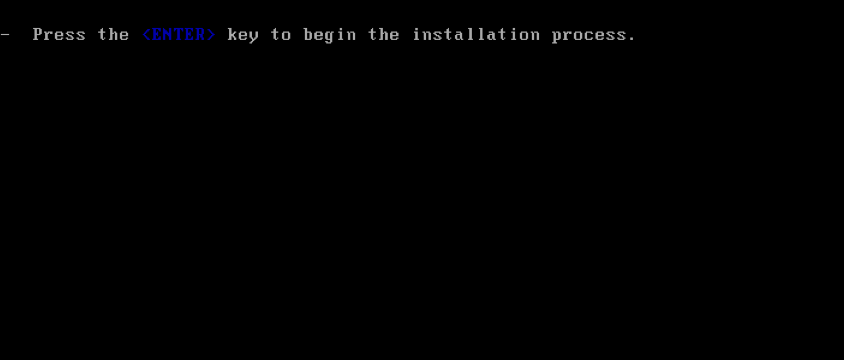 -  Press the <ENTER> key to begin the installation process.